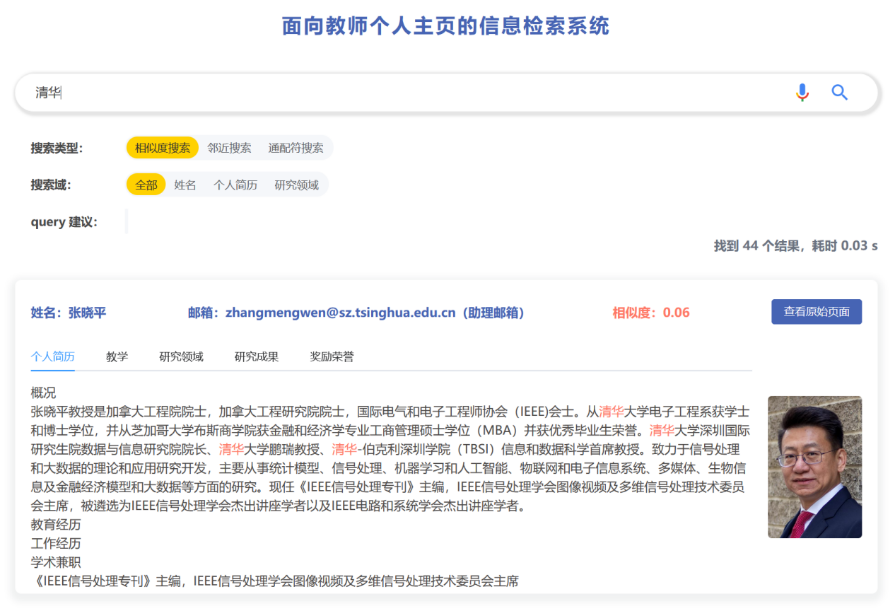 面向教师个人主页的信息检索系统
清华
搜索类型： 相似度搜索 邻近搜索 通配符搜索
搜索域： 全部 姓名 个人简历 研究领域
query 建议：
找到 44 个结果，耗时 0.03 s
姓名：张晓平 邮箱：zhangmengwen@sz.tsinghua.edu.cn（助理邮箱） 相似度：0.06 查看原始页面
个人简历 教学 研究领域 研究成果 奖励荣誉
概况
张晓平教授是加拿大工程院院士，加拿大工程研究院院士，国际电气和电子工程师协会（IEEE)会士。从清华大学电子工程系获学士
和博士学位，并从芝加哥大学布斯商学院获金融和经济学专业工商管理硕士学位（MBA）并获优秀毕业生荣誉。清华大学深圳国际
研究生院数据与信息研究院院长、清华大学鹏瑞教授、清华-伯克利深圳学院（TBSI）信息和数据科学首席教授。致力于信号处理
和大数据的理论和应用研究开发，主要从事统计模型、信号处理、机器学习和人工智能、物联网和电子信息系统、多媒体、生物信
息及金融经济模型和大数据等方面的研究。现任《IEEE信号处理专刊》主编，IEEE信号处理学会图像视频及多维信号处理技术委员
会主席，被遴选为IEEE信号处理学会杰出讲座学者以及IEEE电路和系统学会杰出讲座学者。
教育经历
工作经历
学术兼职
《IEEE信号处理专刊》主编，IEEE信号处理学会图像视频及多维信号处理技术委员会主席